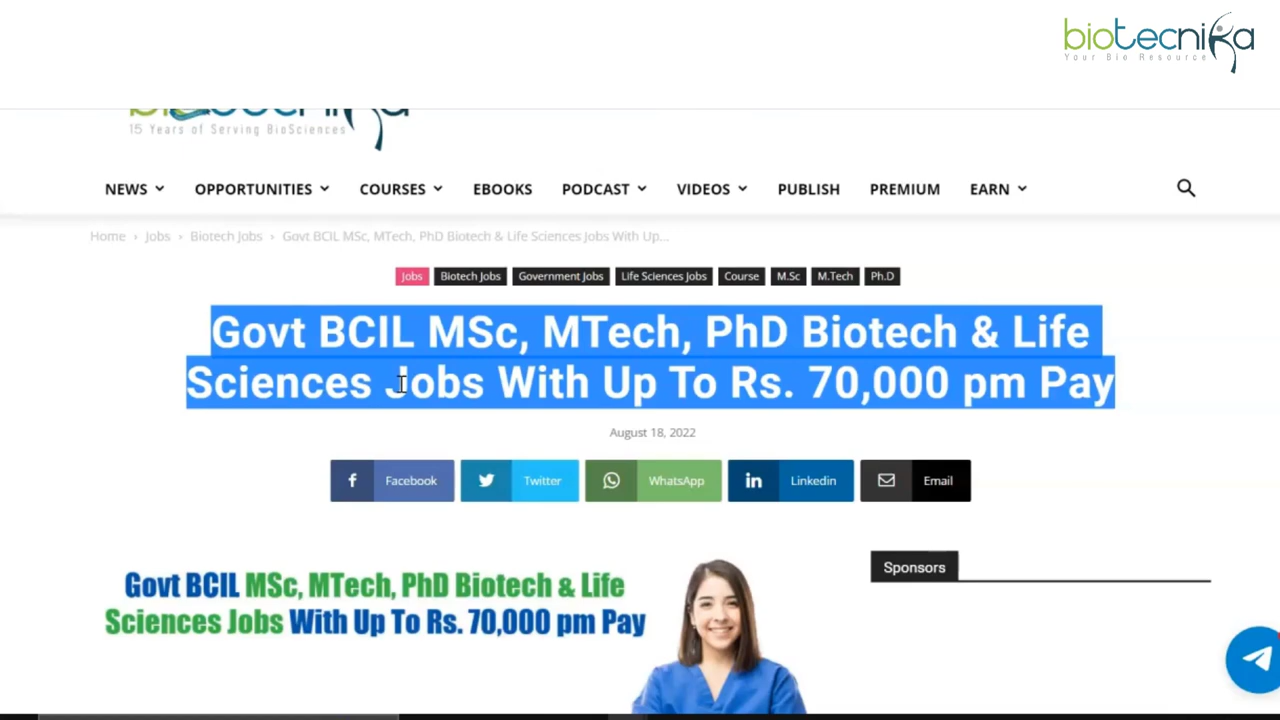 biotecnika
Your Bio Resource
15 Years of Serving BioSciences
NEWS OPPORTUNITIES COURSES EBOOKS PODCAST VIDEOS PUBLISH PREMIUM EARN
Home › Jobs › Biotech Jobs › Govt BCIL MSc, MTech, PhD Biotech & Life Sciences Jobs With Up...
Jobs Biotech Jobs Government Jobs Life Sciences Jobs Course M.Sc M.Tech Ph.D
Govt BCIL MSc, MTech, PhD Biotech & Life
Sciences Jobs With Up To Rs. 70,000 pm Pay
August 18, 2022
Facebook Twitter WhatsApp Linkedin Email
Sponsors
Govt BCIL MSc, MTech, PhD Biotech & Life
Sciences Jobs With Up To Rs. 70,000 pm Pay